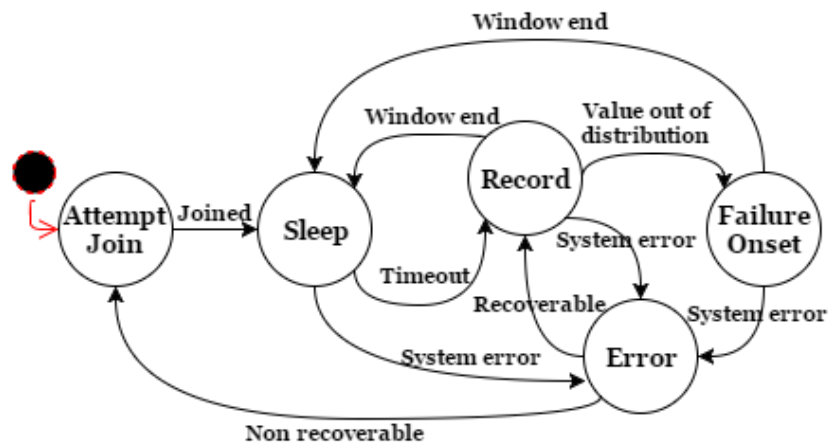 Window end
Window end
Value out of
distribution
Record
Attempt
Join
Joined
Sleep
Failure
Onset
System error
Timeout
Recoverable
System error
System error
Error
Non recoverable